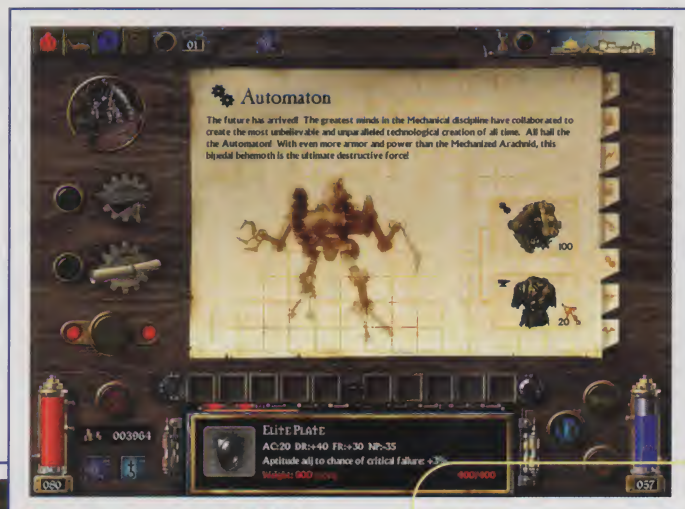 01
Automaton
The future has arrived! The greatest minds in the Mechanical discipline have collaborated to
create the most unbelievable and unparalleled technological creation of all time. All hail the
the Automaton! With even more armor and power than the Mechanized Arachnid, this
bipedal behemoth is the ultimate destructive force!
100
20
003964
ELITE PLATE
AC:20 DR:+40 FR:+30 NP:-35
Aptitude adj to chance of critical failure: +3%
Weight: 900 400/400
080
057